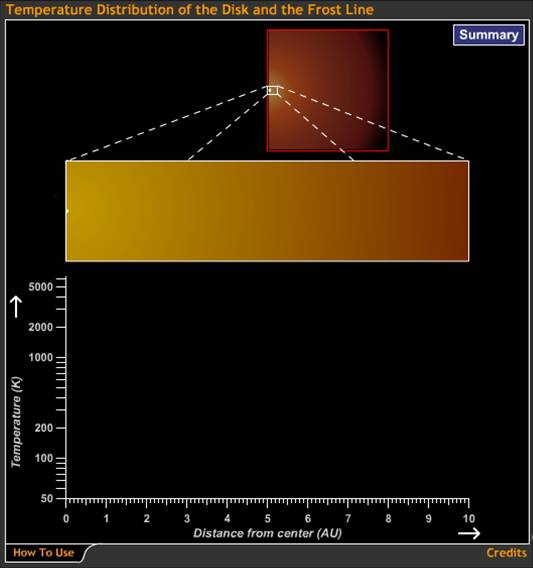 Temperature Distribution of the Disk and the Frost Line
Summary
5000
2000
1000
200
100
50
Temperature (K)
0 1 2 3 4 5 6 7 8 9 10
Distance from center (AU)
How To Use
Credits